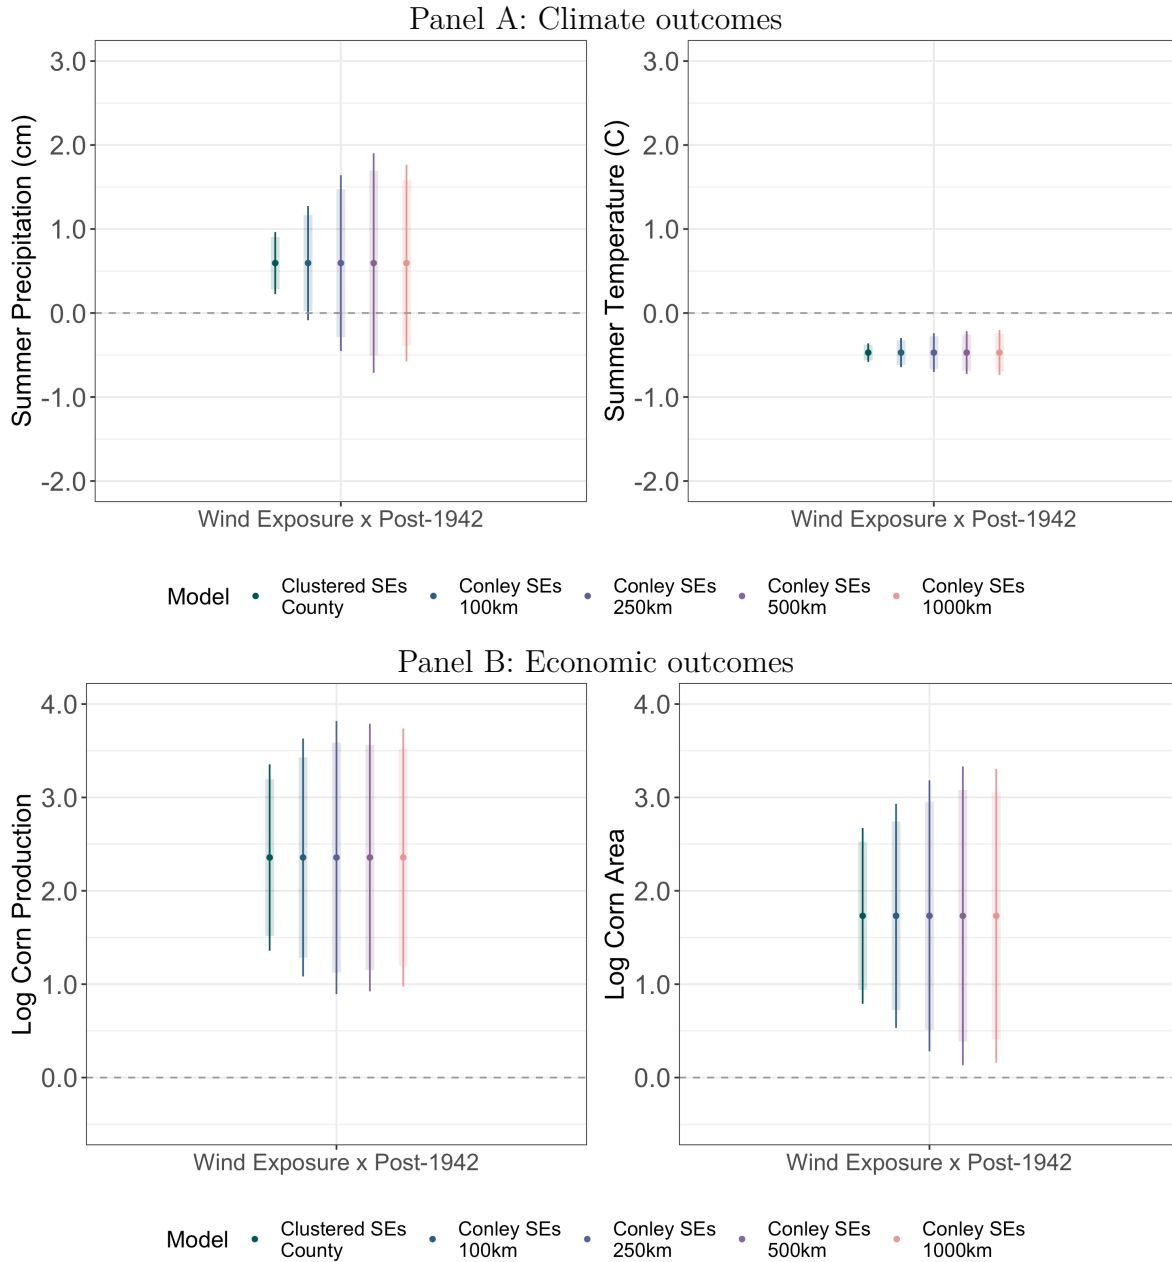 Panel A: Climate outcomes
Summer Precipitation (cm)
3.0
2.0
1.0
0.0
-1.0
-2.0
Wind Exposure x Post-1942
Summer Temperature (C)
3.0
2.0
1.0
0.0
-1.0
-2.0
Wind Exposure x Post-1942
Model
Clustered SEs
County
Conley SEs
100km
Conley SEs
250km
Conley SEs
500km
Conley SEs
1000km
Panel B: Economic outcomes
Log Corn Production
4.0
3.0
2.0
1.0
0.0
Wind Exposure x Post-1942
Log Corn Area
4.0
3.0
2.0
1.0
0.0
Wind Exposure x Post-1942
Model
Clustered SEs
County
Conley SEs
100km
Conley SEs
250km
Conley SEs
500km
Conley SEs
1000km